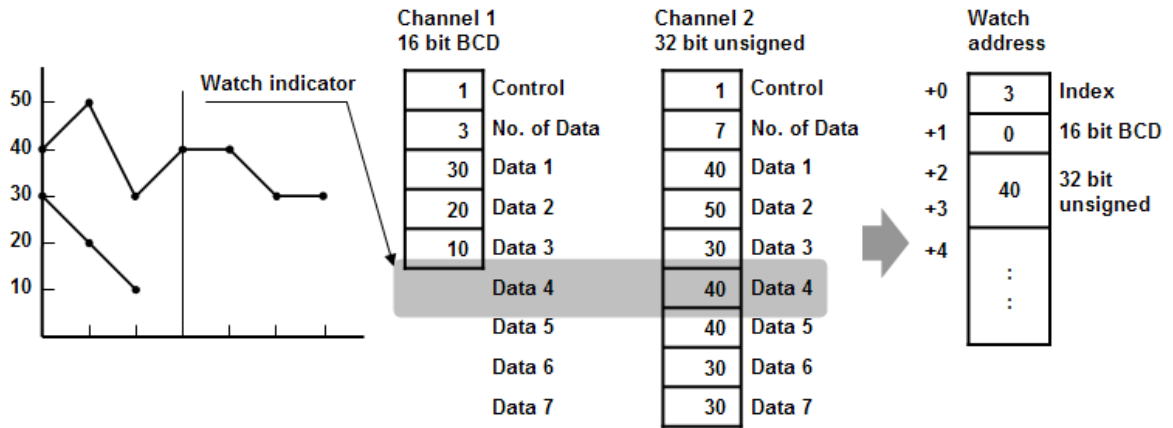 Channel 1
16 bit BCD
Channel 2
32 bit unsigned
Watch
address
Watch indicator
50
40
30
20
10
1 Control
3 No. of Data
30 Data 1
20 Data 2
10 Data 3
Data 4
Data 5
Data 6
Data 7
1 Control
7 No. of Data
40 Data 1
50 Data 2
30 Data 3
40 Data 4
40 Data 5
30 Data 6
30 Data 7
+0 3 Index
+1 0 16 bit BCD
+2
+3
40
32 bit
unsigned
+4
:
: